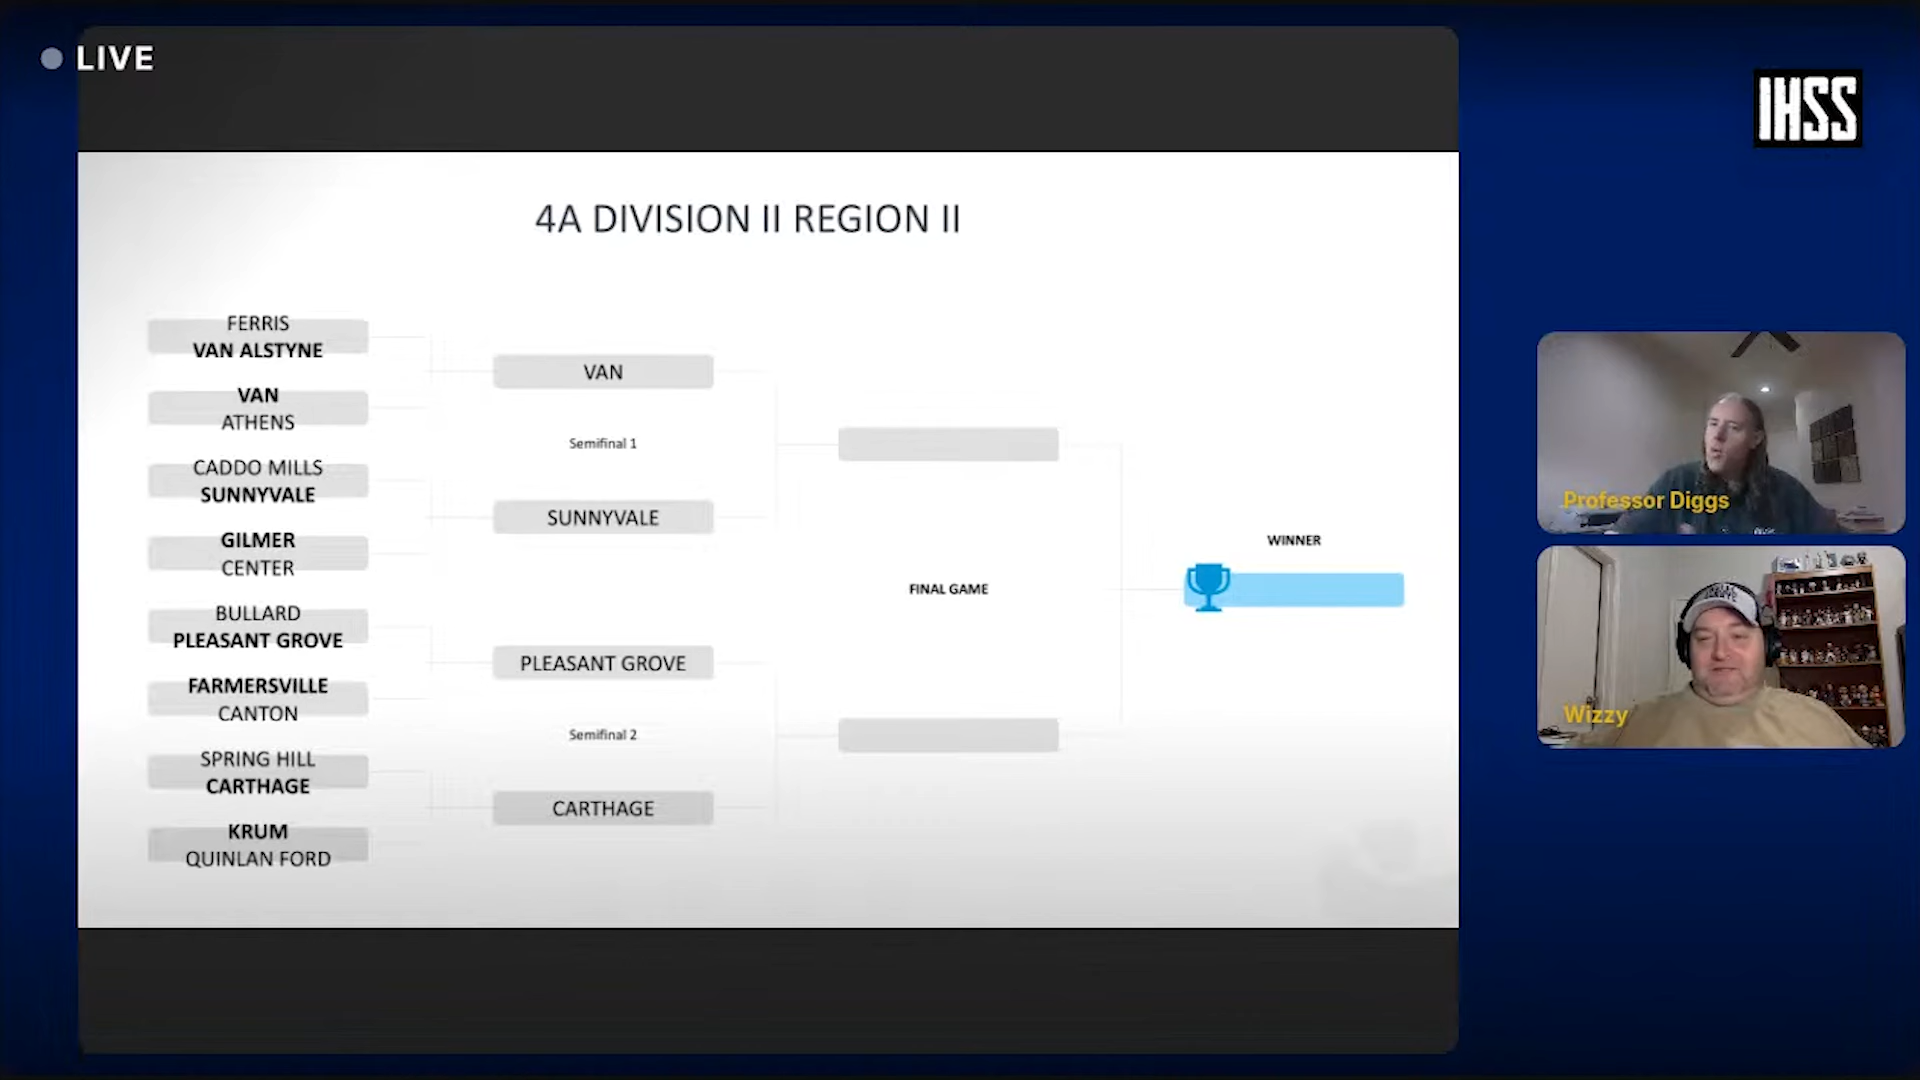 LIVE
IHSS
4A DIVISION II REGION II
FERRIS
VAN ALSTYNE
VAN
ATHENS
CADDO MILLS
SUNNYVALE
GILMER
CENTER
BULLARD
PLEASANT GROVE
FARMERSVILLE
CANTON
SPRING HILL
CARTHAGE
KRUM
QUINLAN FORD
VAN
Semifinal 1
SUNNYVALE
PLEASANT GROVE
Semifinal 2
CARTHAGE
FINAL GAME
WINNER
Professor Diggs
Wizzy